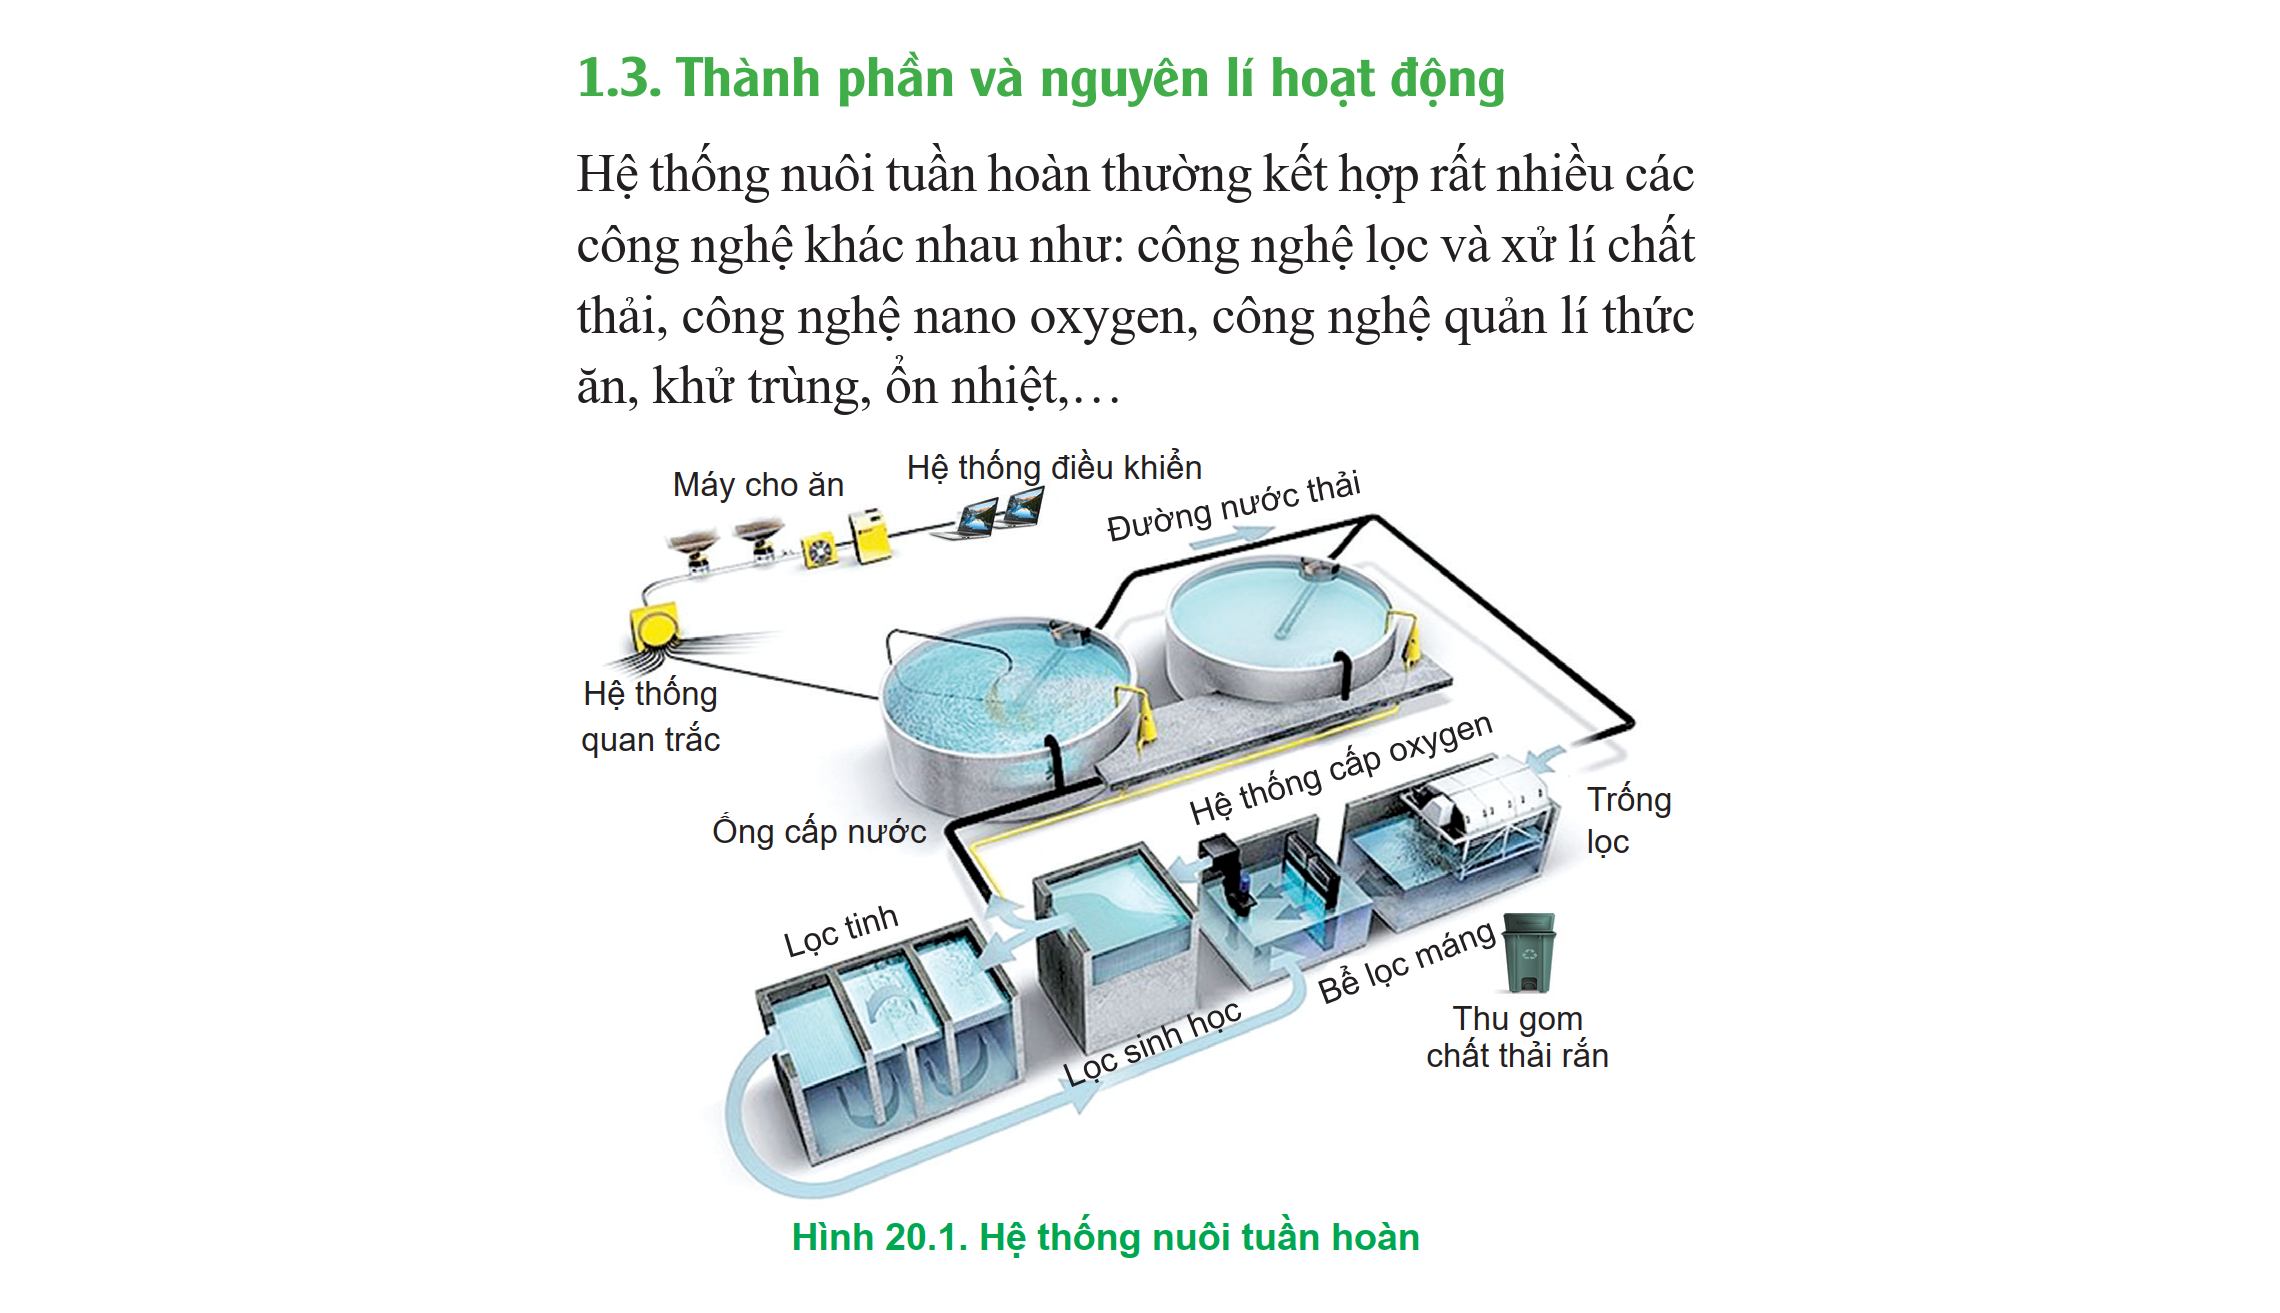 1.3. Thành phần và nguyên lí hoạt động
Hệ thống nuôi tuần hoàn thường kết hợp rất nhiều các
công nghệ khác nhau như: công nghệ lọc và xử lí chất
thải, công nghệ nano oxygen, công nghệ quản lí thức
ăn, khử trùng, ổn nhiệt,…
Hệ thống điều khiển
Máy cho ăn
Đường nước thải
Hệ thống
quan trắc
Hệ thống cấp oxygen
Ống cấp nước
Trống
lọc
Lọc tinh
Bể lọc máng
Lọc sinh học
Thu gom
chất thải rắn
Hình 20.1. Hệ thống nuôi tuần hoàn